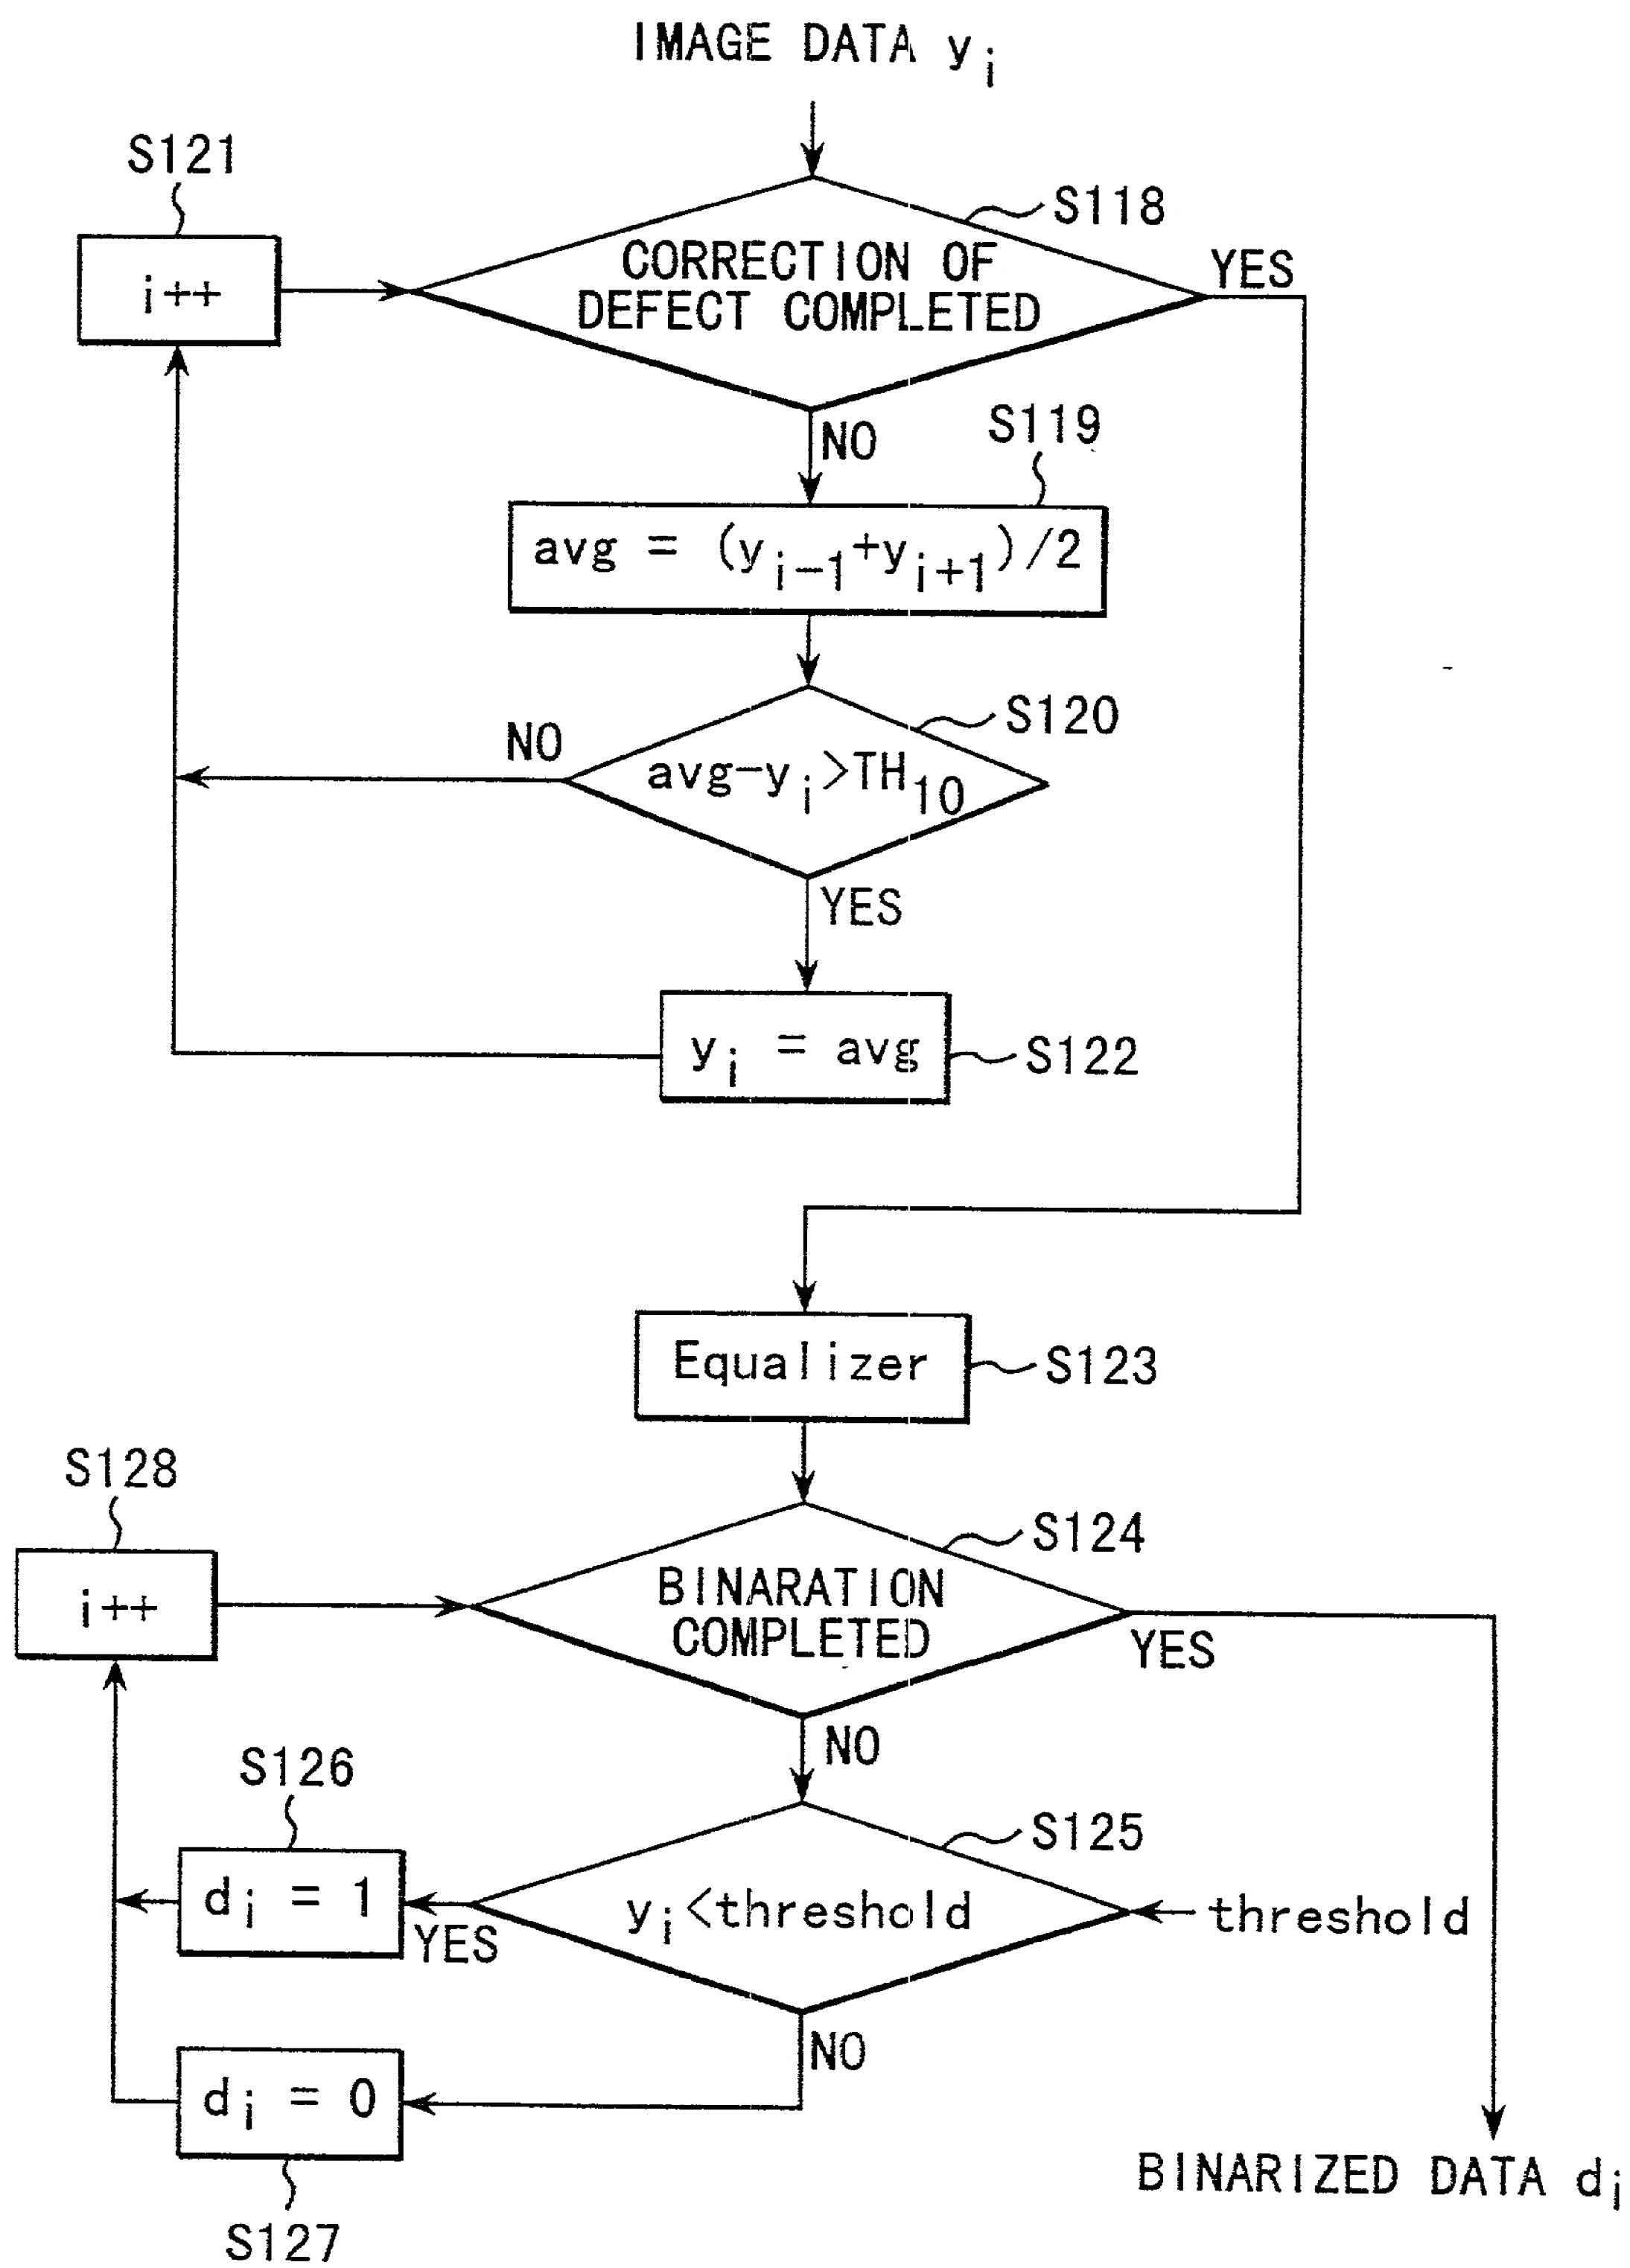 IMAGE DATA yi
S121
S118
i++
CORRECTION OF
DEFECT COMPLETED
YES
NO
S119
avg = (yi-1+yi+1)/2
S120
NO
avg-yi>TH10
YES
yi = avg
S122
Equalizer
S123
S128
S124
i++
BINARATION
COMPLETED
YES
NO
S126
S125
di = 1
YES
yi<threshold
threshold
NO
di = 0
BINARIZED DATA di
S127